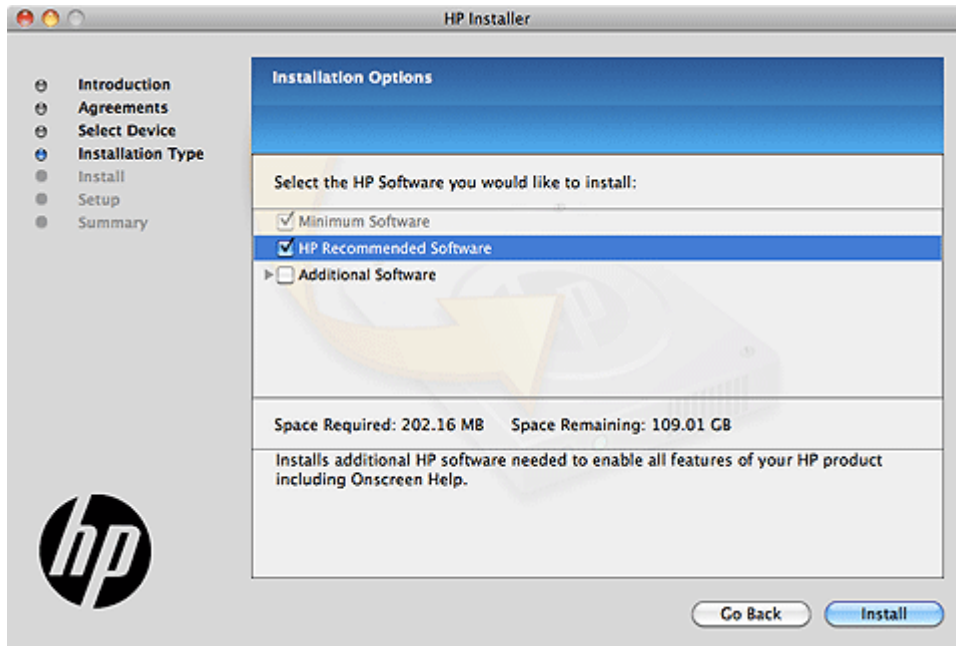 HP Installer
Introduction
Agreements
Select Device
Installation Type
Install
Setup
Summary
Installation Options
Select the HP Software you would like to install:
Minimum Software
HP Recommended Software
Additional Software
Space Required: 202.16 MB Space Remaining: 109.01 GB
Installs additional HP software needed to enable all features of your HP product
including Onscreen Help.
hp
Go Back Install